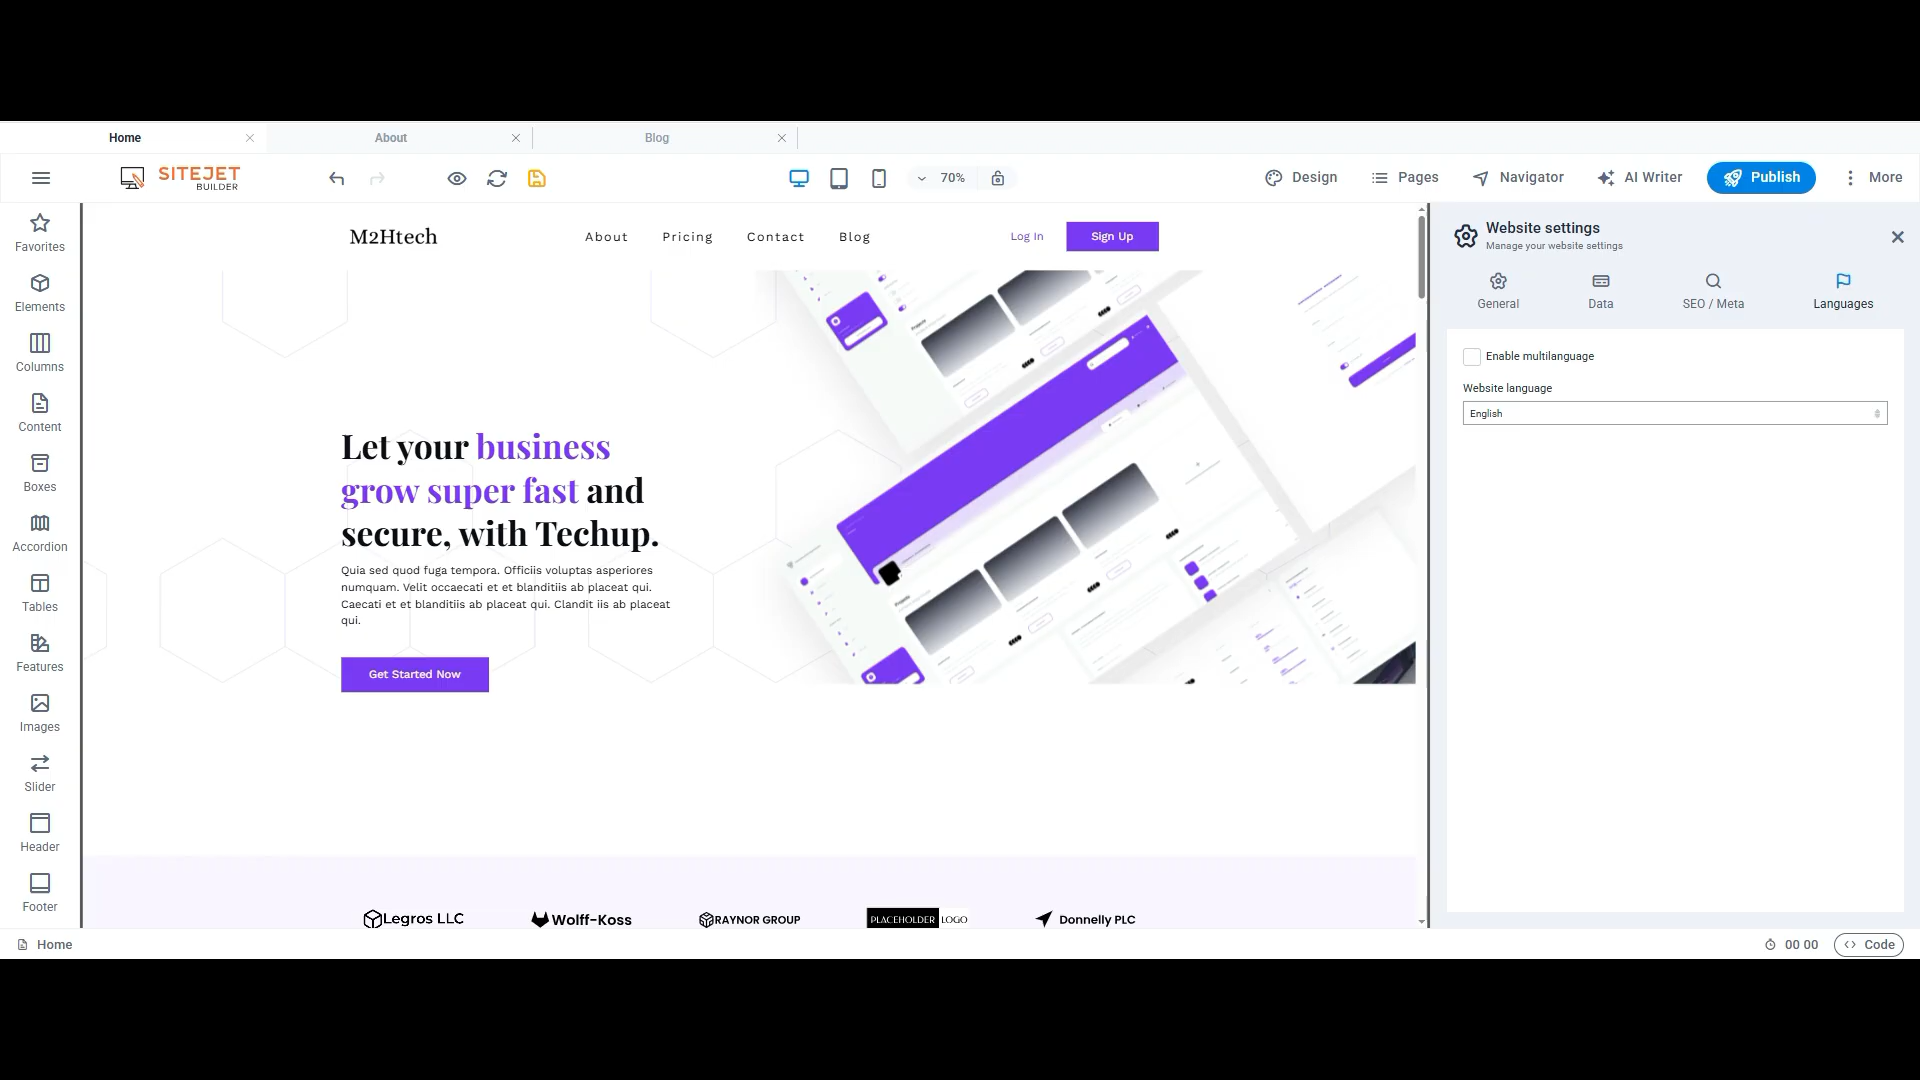 Home
About
Blog
SITEJET
BUILDER
70%
Design
Pages
Navigator
AI Writer
Publish
More
Favorites
Elements
Columns
Content
Boxes
Accordion
Tables
Features
Images
Slider
Header
Footer
M2Htech
About
Pricing
Contact
Blog
Log In
Sign Up
Let your business
grow super fast and
secure, with Techup.
Quia sed quod fuga tempora. Officiis voluptas asperiores
numquam. Velit occaecati et et blanditiis ab placeat qui.
Caecati et et blanditiis ab placeat qui. Clandit iis ab placeat
qui.
Get Started Now
Legros LLC
Wolff-Koss
RAYNOR GROUP
PLACEHOLDER LOGO
Donnelly PLC
Website settings
Manage your website settings
General
Data
SEO / Meta
Languages
Enable multilanguage
Website language
English
Home
00 00
Code